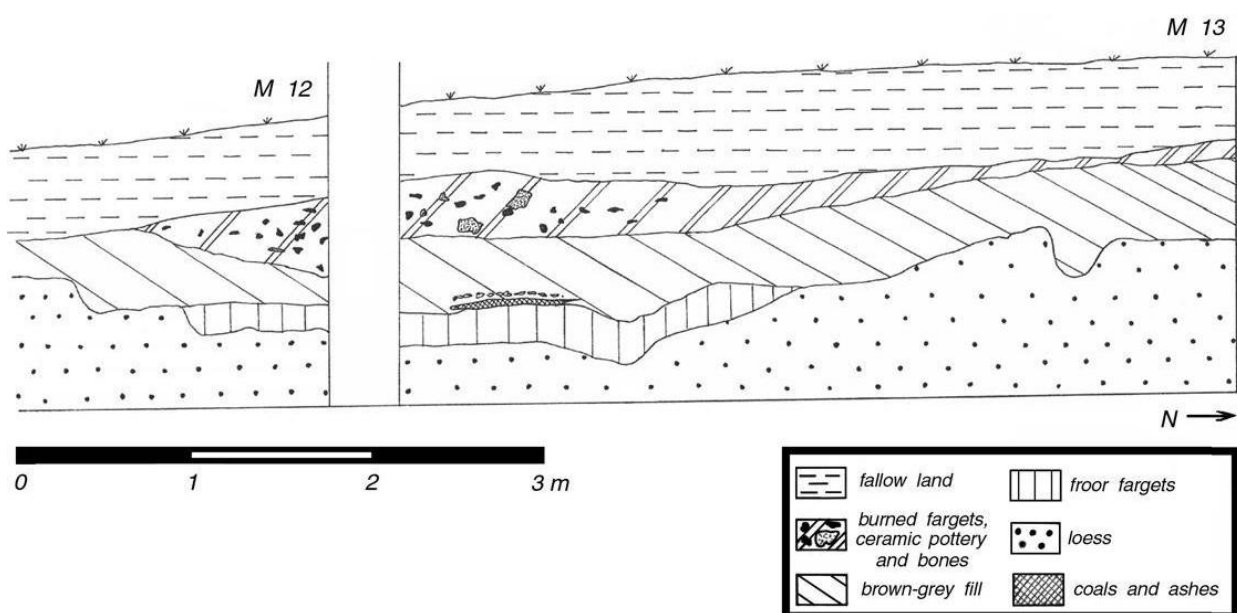 M 13
M 12
N
0 1 2 3 m
fallow land
burned fargets,
ceramic pottery
and bones
brown-grey fill
froor fargets
loess
coals and ashes